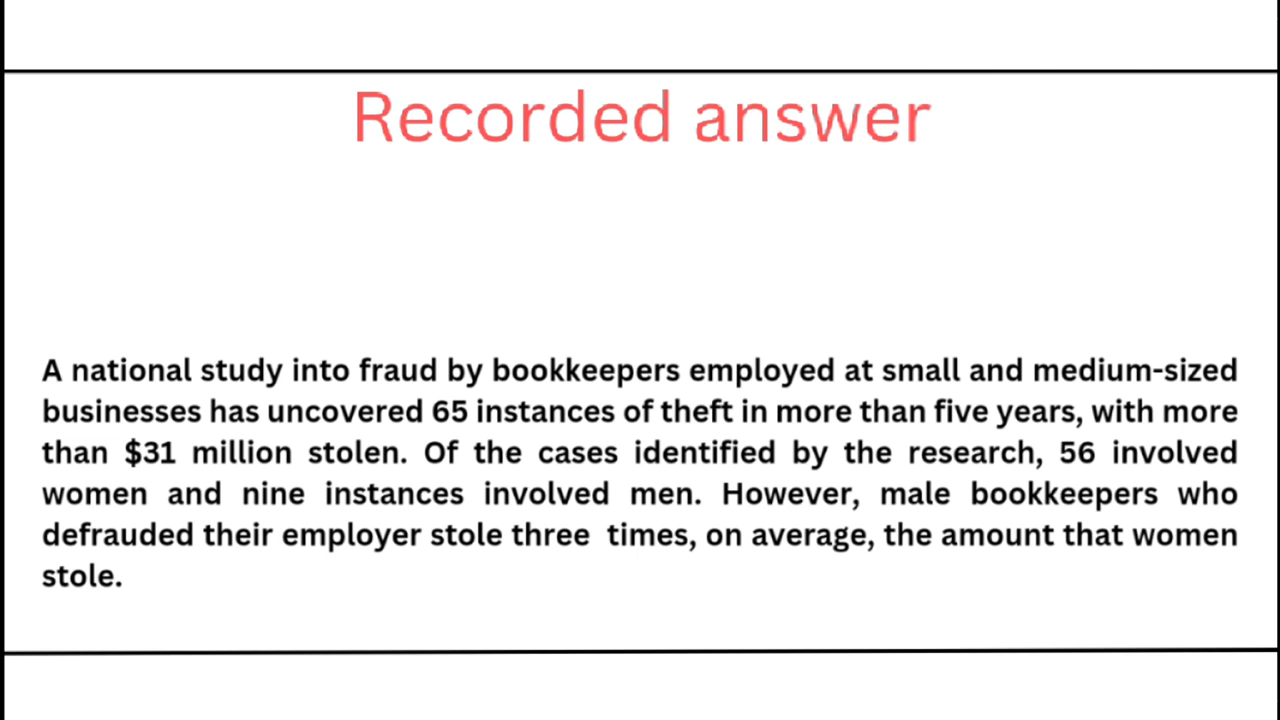 Recorded answer
A national study into fraud by bookkeepers employed at small and medium-sized
businesses has uncovered 65 instances of theft in more than five years, with more
than $31 million stolen. Of the cases identified by the research, 56 involved
women and nine instances involved men. However, male bookkeepers who
defrauded their employer stole three times, on average, the amount that women
stole.